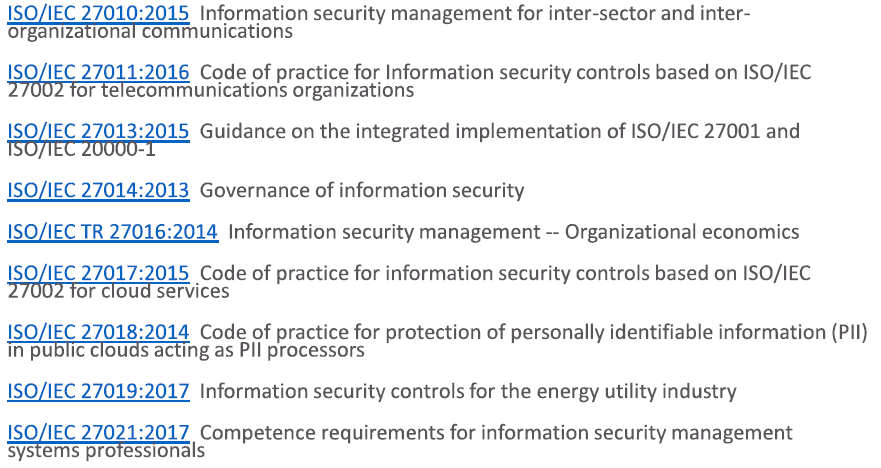 ISO/IEC 27010:2015 Information security management for inter-sector and inter-
organizational communications
ISO/IEC 27011:2016 Code of practice for Information security controls based on ISO/IEC
27002 for telecommunications organizations
ISO/IEC 27013:2015 Guidance on the integrated implementation of ISO/IEC 27001 and
ISO/IEC 20000-1
ISO/IEC 27014:2013 Governance of information security
ISO/IEC TR 27016:2014 Information security management -- Organizational economics
ISO/IEC 27017:2015 Code of practice for information security controls based on ISO/IEC
27002 for cloud services
ISO/IEC 27018:2014 Code of practice for protection of personally identifiable information (PII)
in public clouds acting as PII processors
ISO/IEC 27019:2017 Information security controls for the energy utility industry
ISO/IEC 27021:2017 Competence requirements for information security management
systems professionals